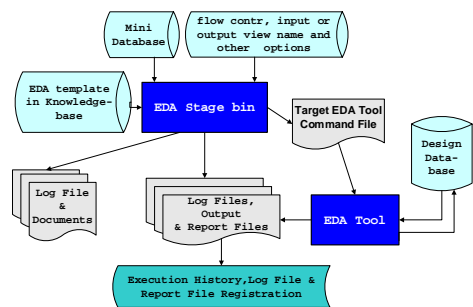 Mini
Database
flow contr, input or
output view name and
other options
EDA template
in Knowledge-
base
EDA Stage bin
Target EDA Tool
Command File
Design
Data-
base
Log File
&
Documents
Log Files,
Output
& Report Files
EDA Tool
Execution History,Log File &
Report File Registration